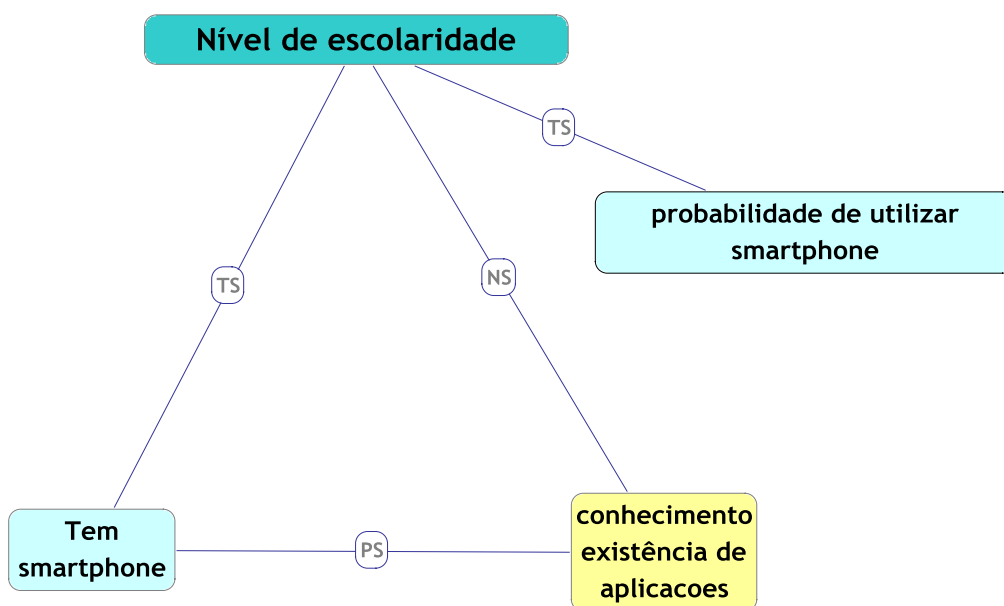 Nível de escolaridade
TS
probabilidade de utilizar
smartphone
TS
NS
Tem
smartphone
PS
conhecimento
existência de
aplicacoes